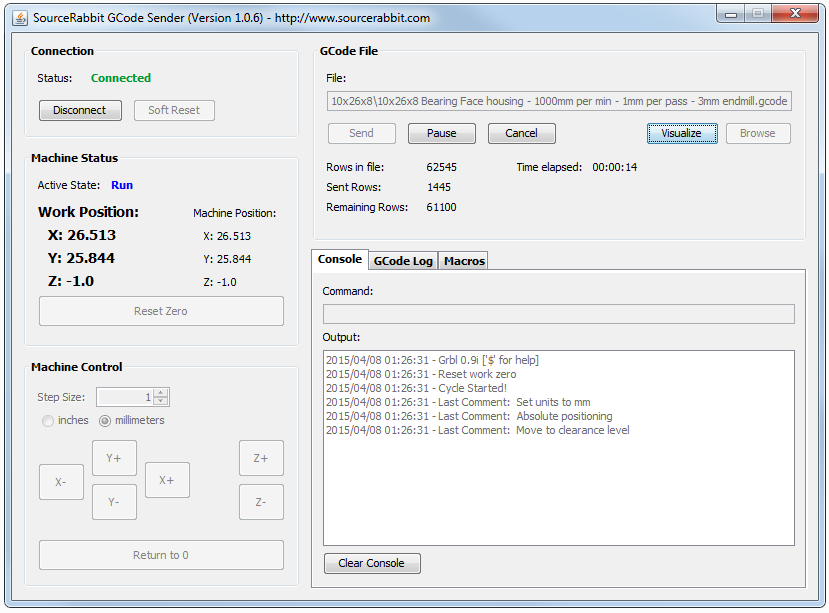 SourceRabbit GCode Sender (Version 1.0.6) - http://www.sourcerabbit.com
Connection
Status: Connected
Disconnect
Soft Reset
Machine Status
Active State: Run
Work Position:
Machine Position:
X: 26.513
X: 26.513
Y: 25.844
Y: 25.844
Z: -1.0
Z: -1.0
Reset Zero
Machine Control
Step Size: 1
inches
millimeters
Y+
X-
X+
Y-
Z+
Z-
Return to 0
GCode File
File:
10x26x8\10x26x8 Bearing Face housing - 1000mm per min - 1mm per pass - 3mm endmill.gcode
Send
Pause
Cancel
Visualize
Browse
Rows in file: 62545
Time elapsed: 00:00:14
Sent Rows: 1445
Remaining Rows: 61100
Console
GCode Log
Macros
Command:
Output:
2015/04/08 01:26:31 - Grbl 0.9i ['$' for help]
2015/04/08 01:26:31 - Reset work zero
2015/04/08 01:26:31 - Cycle Started!
2015/04/08 01:26:31 - Last Comment:  Set units to mm
2015/04/08 01:26:31 - Last Comment:  Absolute positioning
2015/04/08 01:26:31 - Last Comment:  Move to clearance level
Clear Console